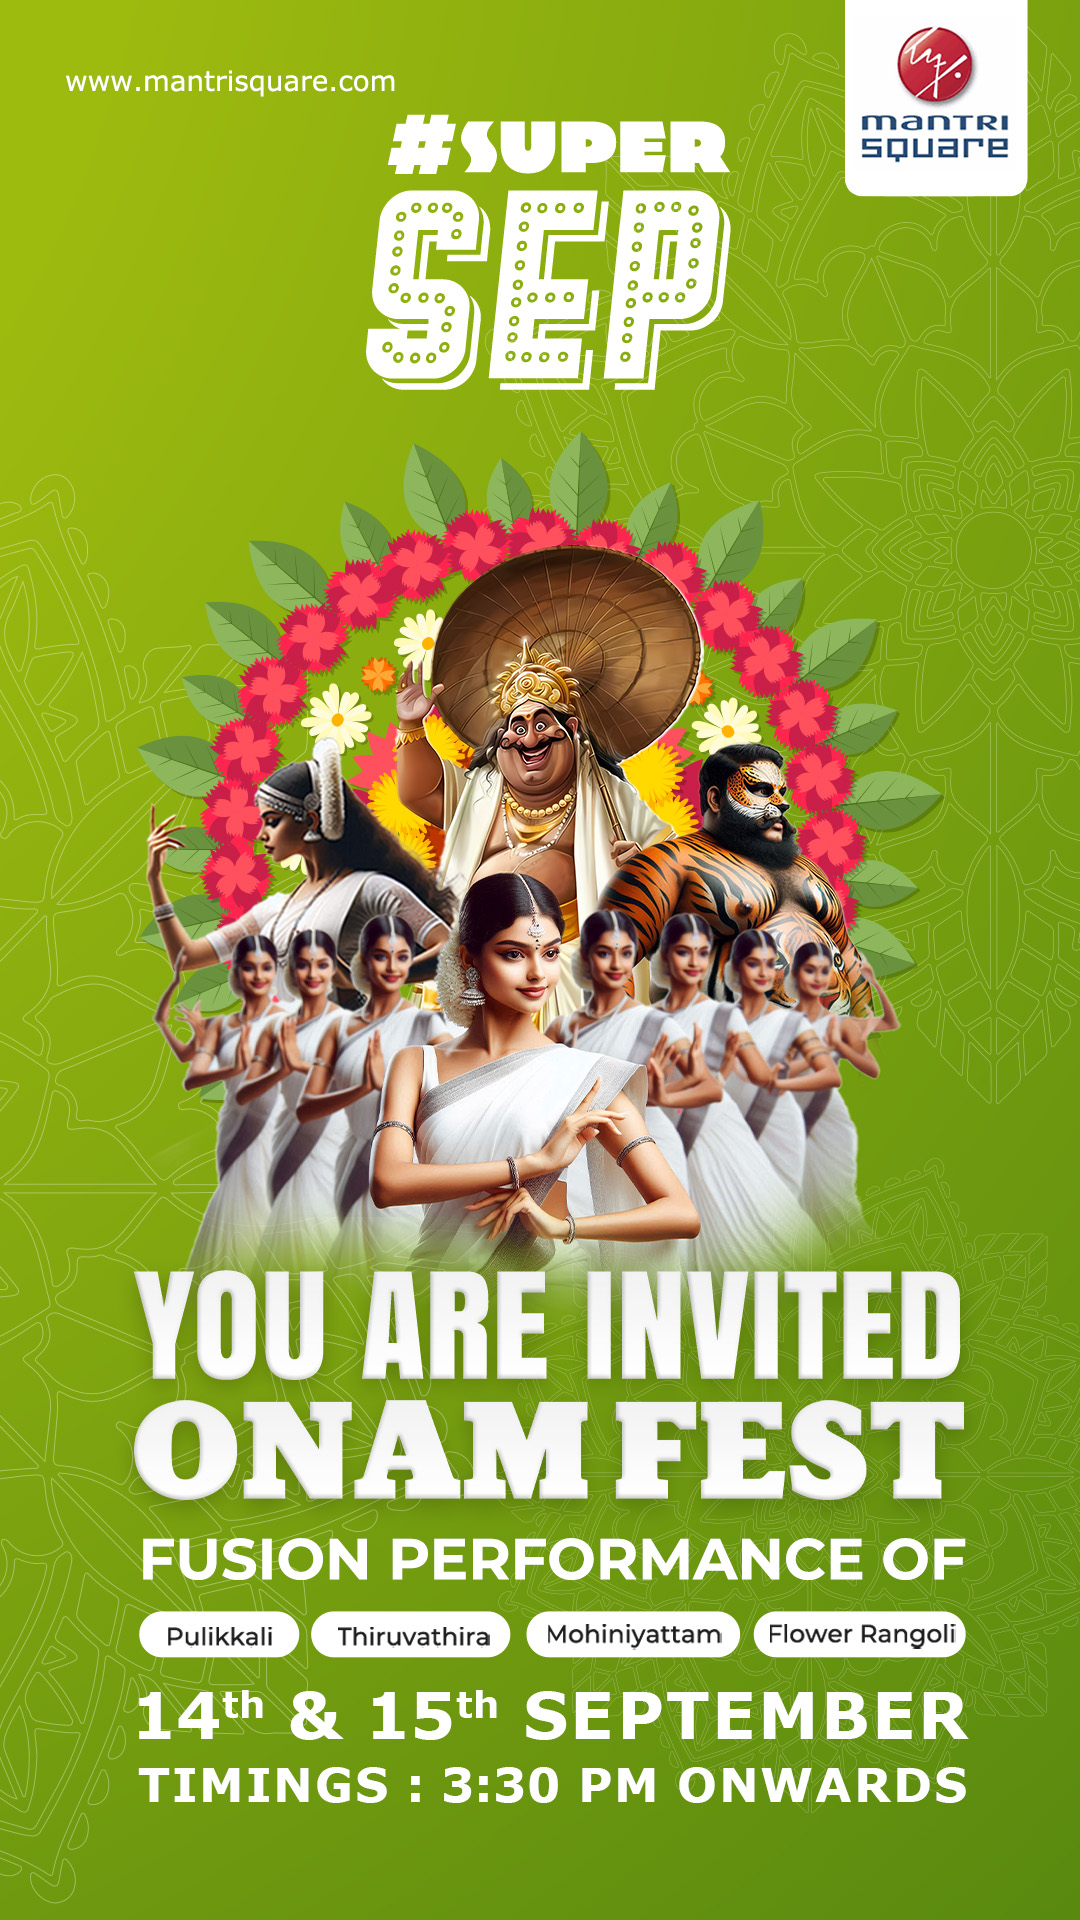 www.mantrisquare.com
mantri
square
#SUPER
SEP
YOU ARE INVITED
ONAM FEST
FUSION PERFORMANCE OF
Pulikkali Thiruvathira Mohiniyattam Flower Rangoli
14th & 15th SEPTEMBER
TIMINGS : 3:30 PM ONWARDS